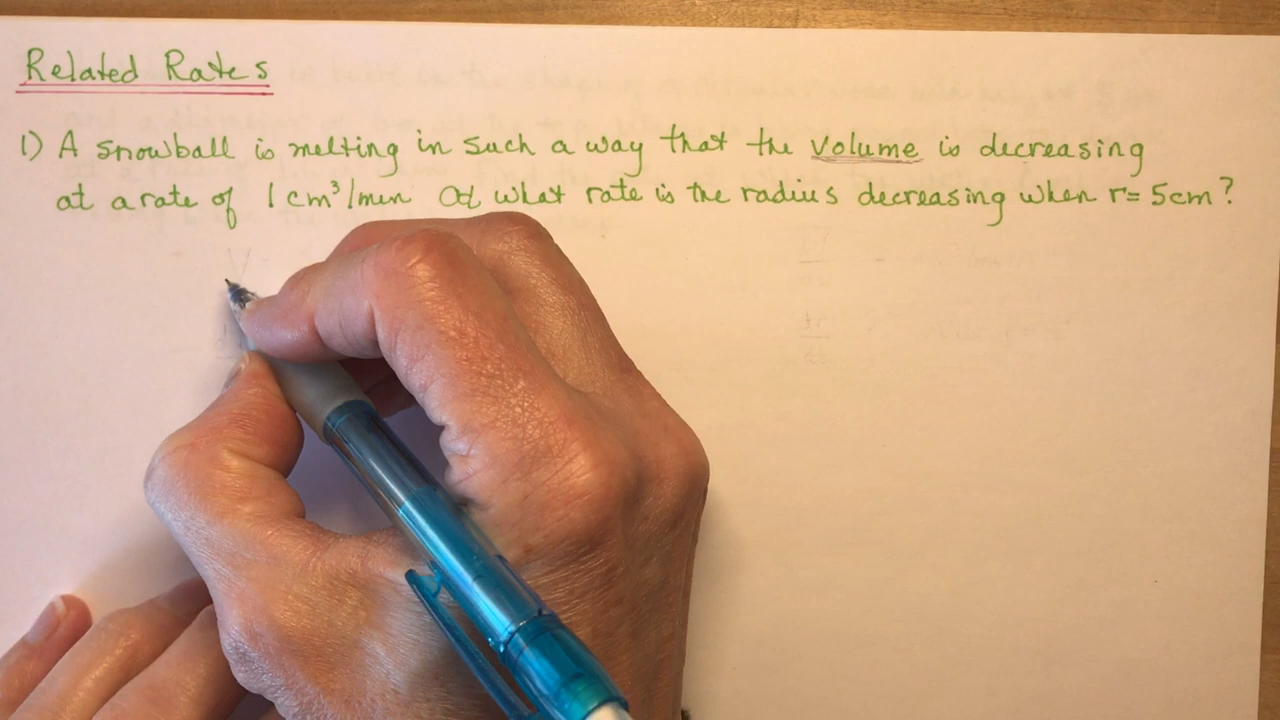 Related Rates
1) A snowball is melting in such a way that the volume is decreasing
at a rate of 1 cm³/min At what rate is the radius decreasing when r = 5cm?